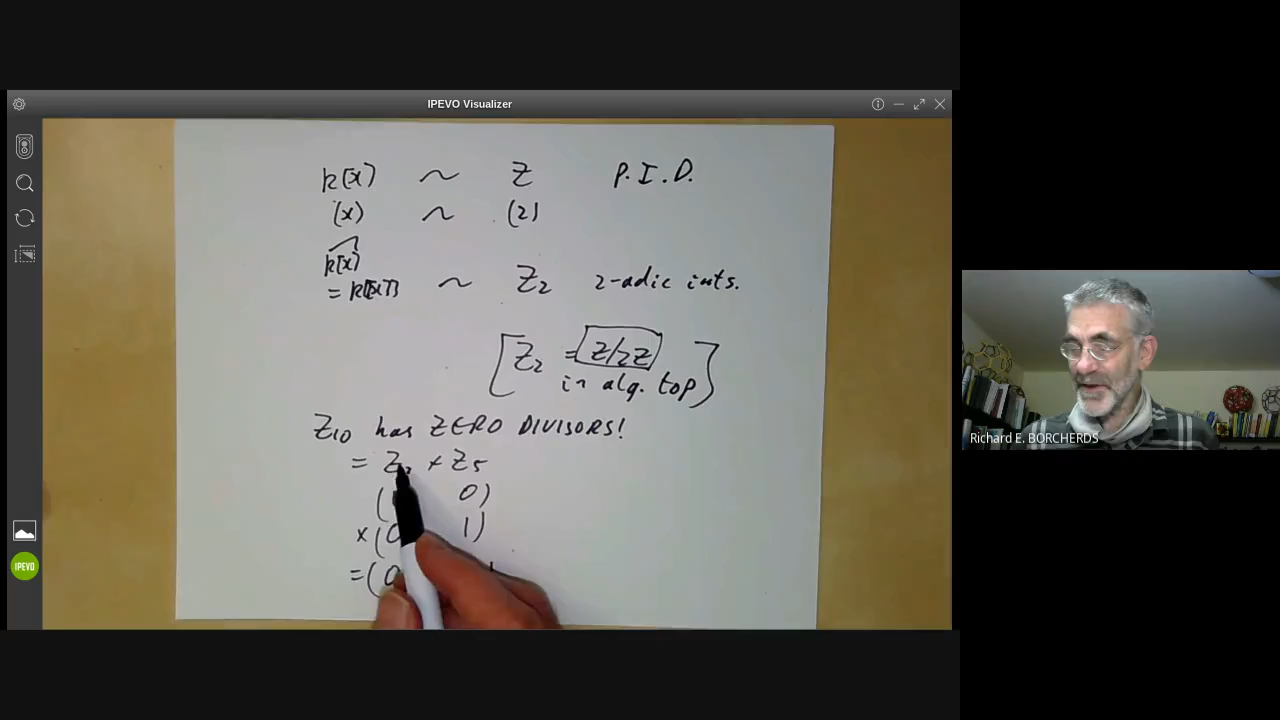 IPEVO Visualizer
k[x] ~ Z P.I.D.
(x) ~ (2)
k[x]
= k[[x]] ~ Z₂ 2-adic ints.
[Z₂ = Z/2Z
in alg. top]
Z₁₀ has ZERO DIVISORS!
= Z₂ × Z₅
(1 0)
×(0 1)
=(0
Richard E. BORCHERDS
IPEVO